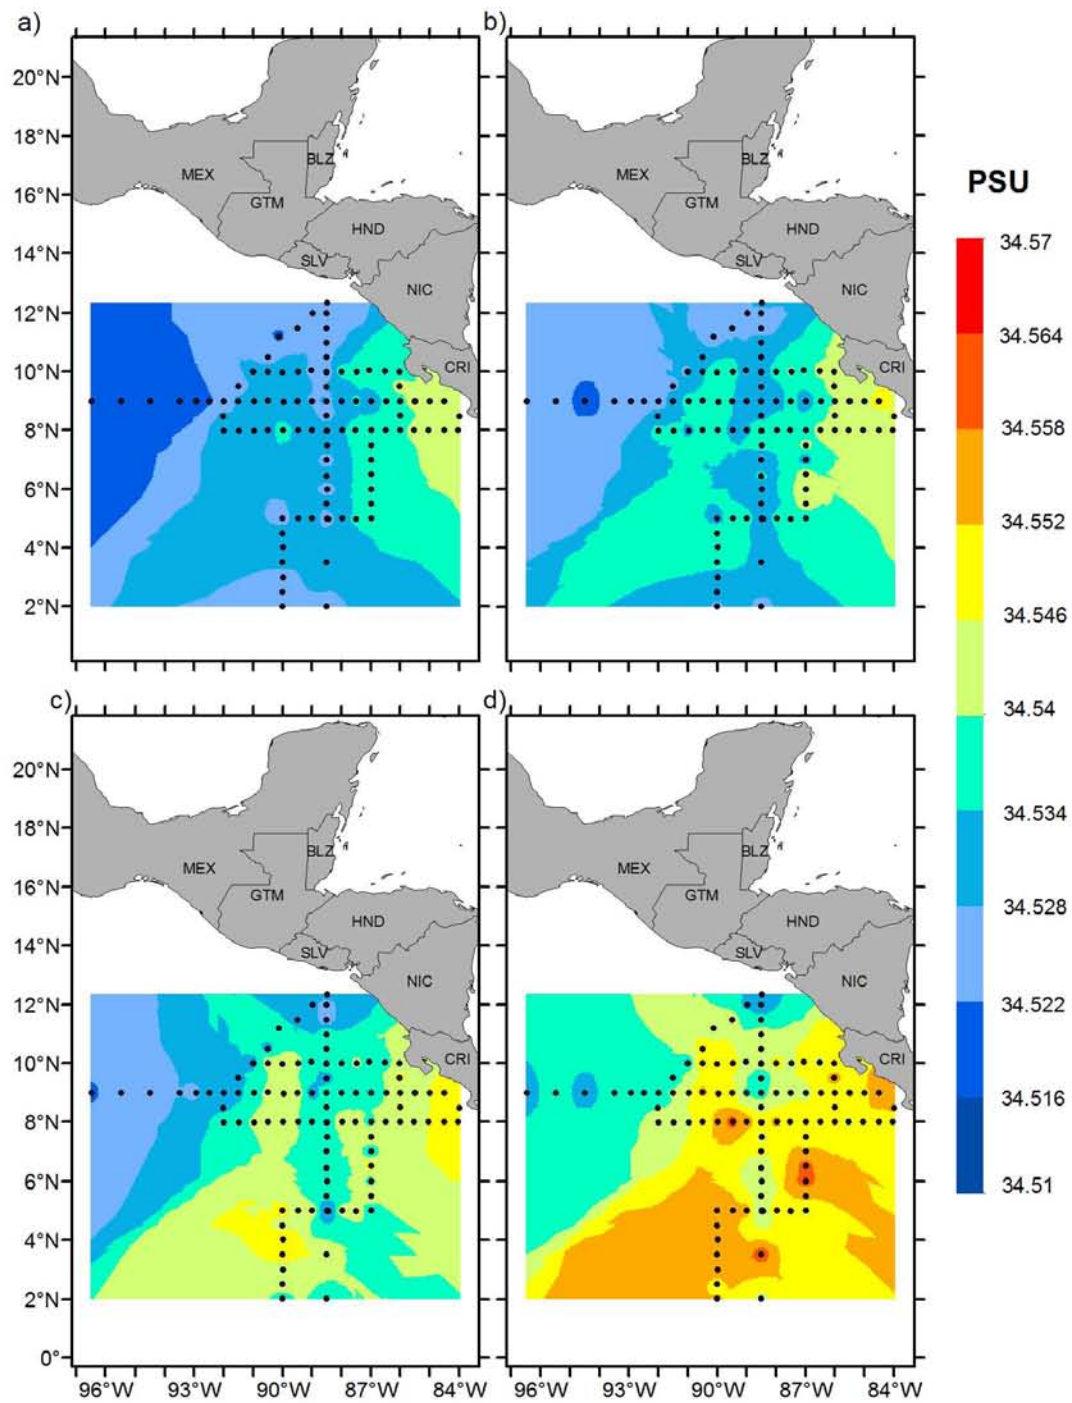 a)
b)
20°N
18°N
16°N
14°N
12°N
10°N
8°N
6°N
4°N
2°N
MEX
BLZ
GTM
HND
SLV
NIC
CRI
MEX
BLZ
GTM
HND
SLV
NIC
CRI
PSU
34.57
34.564
34.558
34.552
34.546
34.54
34.534
34.528
34.522
34.516
34.51
c)
d)
20°N
18°N
16°N
14°N
12°N
10°N
8°N
6°N
4°N
2°N
0°
MEX
BLZ
GTM
HND
SLV
NIC
CRI
MEX
BLZ
GTM
HND
SLV
NIC
CRI
96°W 93°W 90°W 87°W 84°W
96°W 93°W 90°W 87°W 84°W